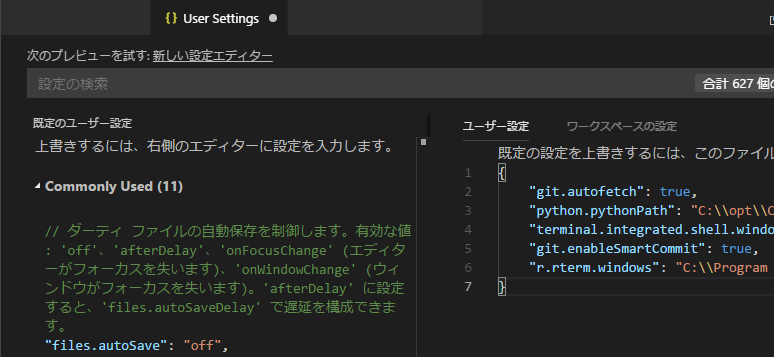 {} User Settings
次のプレビューを試す: 新しい設定エディター
設定の検索
合計 627 個の
既定のユーザー設定
上書きするには、右側のエディターに設定を入力します。
Commonly Used (11)
// ダーティ ファイルの自動保存を制御します。有効な値
: 'off'、'afterDelay'、'onFocusChange' (エディタ
ーがフォーカスを失います)、'onWindowChange' (ウィ
ンドウがフォーカスを失います)。'afterDelay' に設定
すると、'files.autoSaveDelay' で遅延を構成できま
す。
"files.autoSave": "off",
ユーザー設定 ワークスペースの設定
既定の設定を上書きするには、このファイル
1 {
2 "git.autofetch": true,
3 "python.pythonPath": "C:\\opt\\
4 "terminal.integrated.shell.windo
5 "git.enableSmartCommit": true,
6 "r.rterm.windows": "C:\\Program
7 }